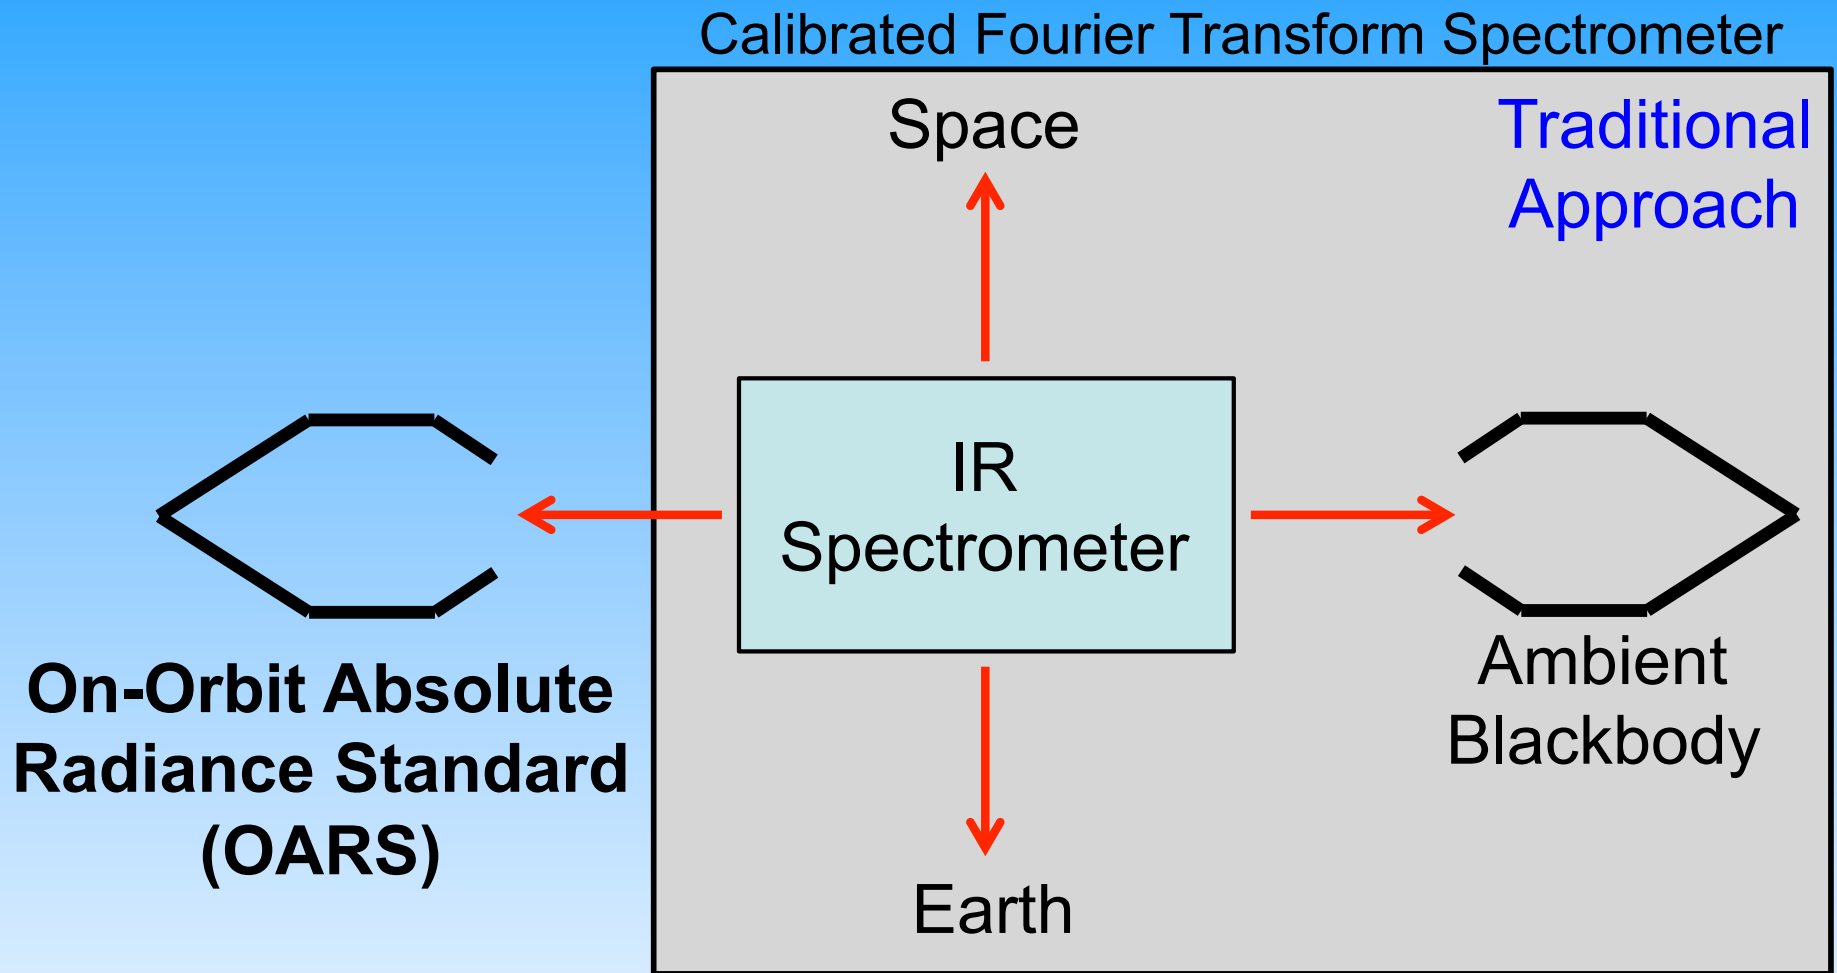 Calibrated Fourier Transform Spectrometer
Space
Traditional
Approach
IR
Spectrometer
On-Orbit Absolute
Radiance Standard
(OARS)
Ambient
Blackbody
Earth